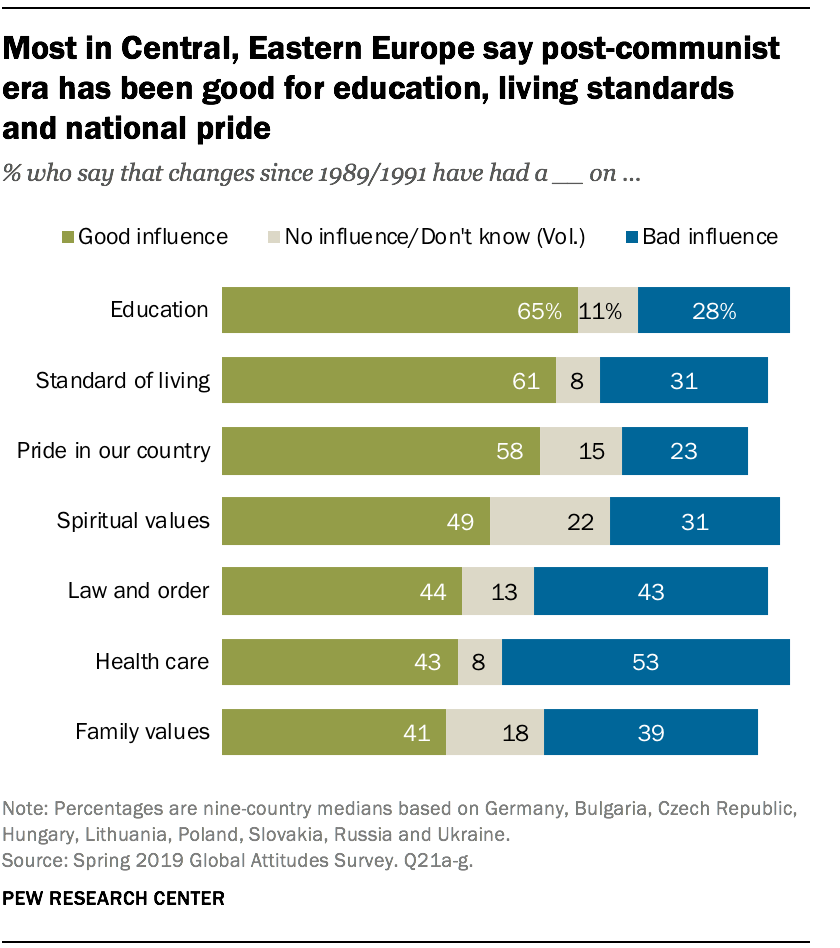 Most in Central, Eastern Europe say post-communist
era has been good for education, living standards
and national pride
% who say that changes since 1989/1991 have had a __ on ...
Good influence No influence/Don't know (Vol.) Bad influence
Education 65% 11% 28%
Standard of living 61 8 31
Pride in our country 58 15 23
Spiritual values 49 22 31
Law and order 44 13 43
Health care 43 8 53
Family values 41 18 39
Note: Percentages are nine-country medians based on Germany, Bulgaria, Czech Republic,
Hungary, Lithuania, Poland, Slovakia, Russia and Ukraine.
Source: Spring 2019 Global Attitudes Survey. Q21a-g.
PEW RESEARCH CENTER